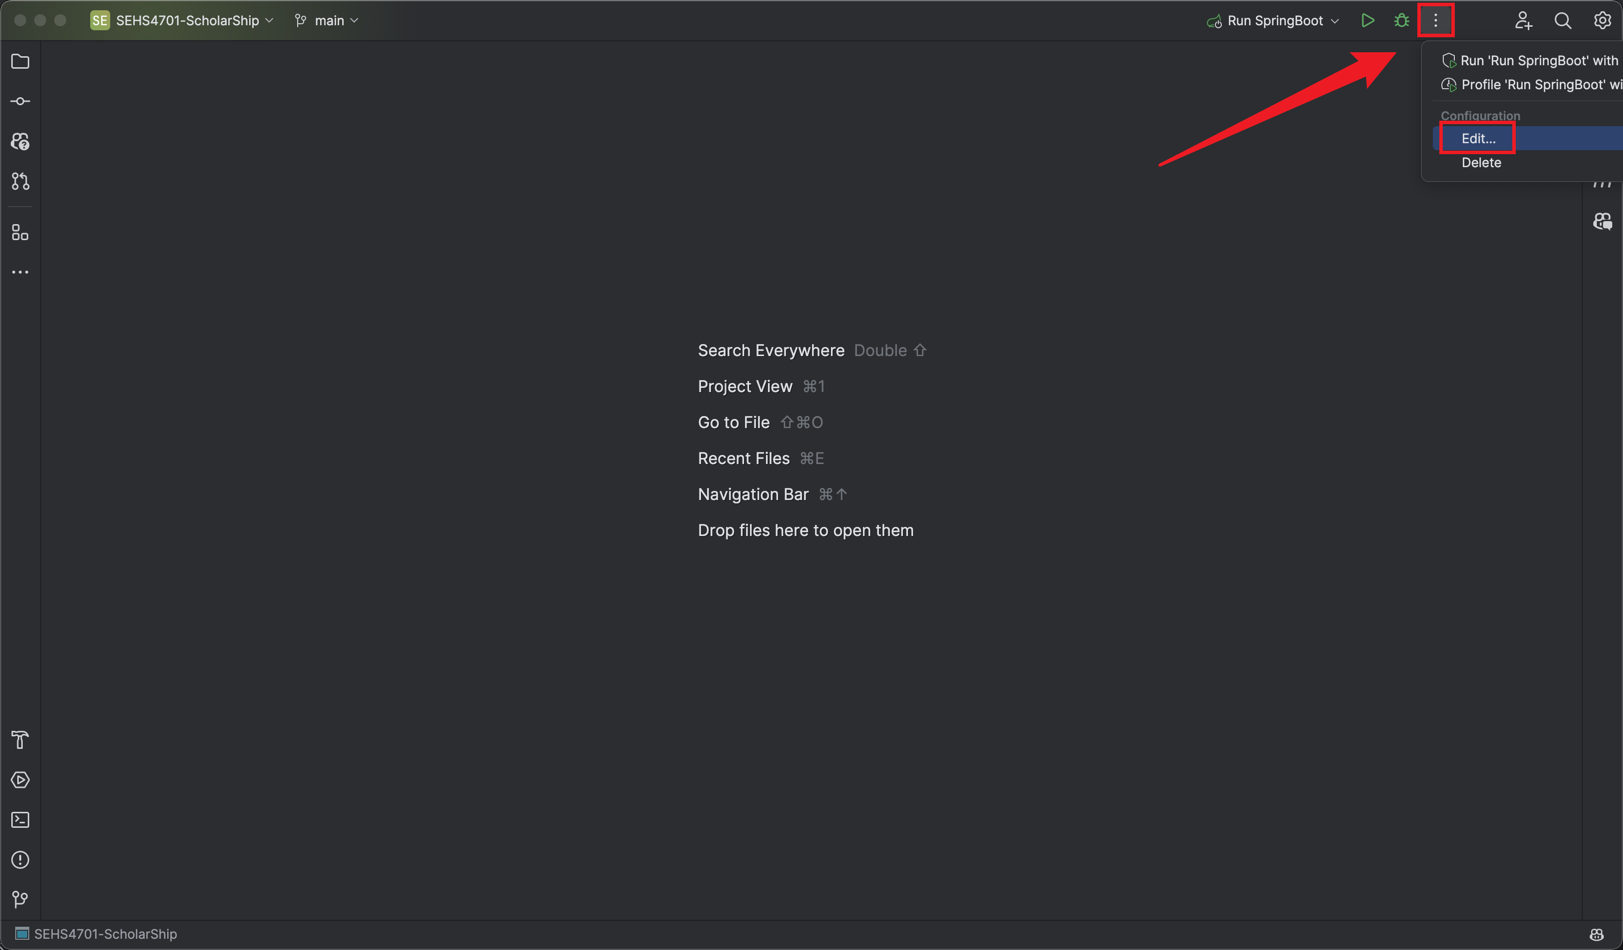 SE SEHS4701-ScholarShip main Run SpringBoot
Run 'Run SpringBoot' with
Profile 'Run SpringBoot' wi
Configuration
Edit...
Delete
Search Everywhere Double ⇧
Project View ⌘1
Go to File ⇧⌘O
Recent Files ⌘E
Navigation Bar ⌘↑
Drop files here to open them
SEHS4701-ScholarShip